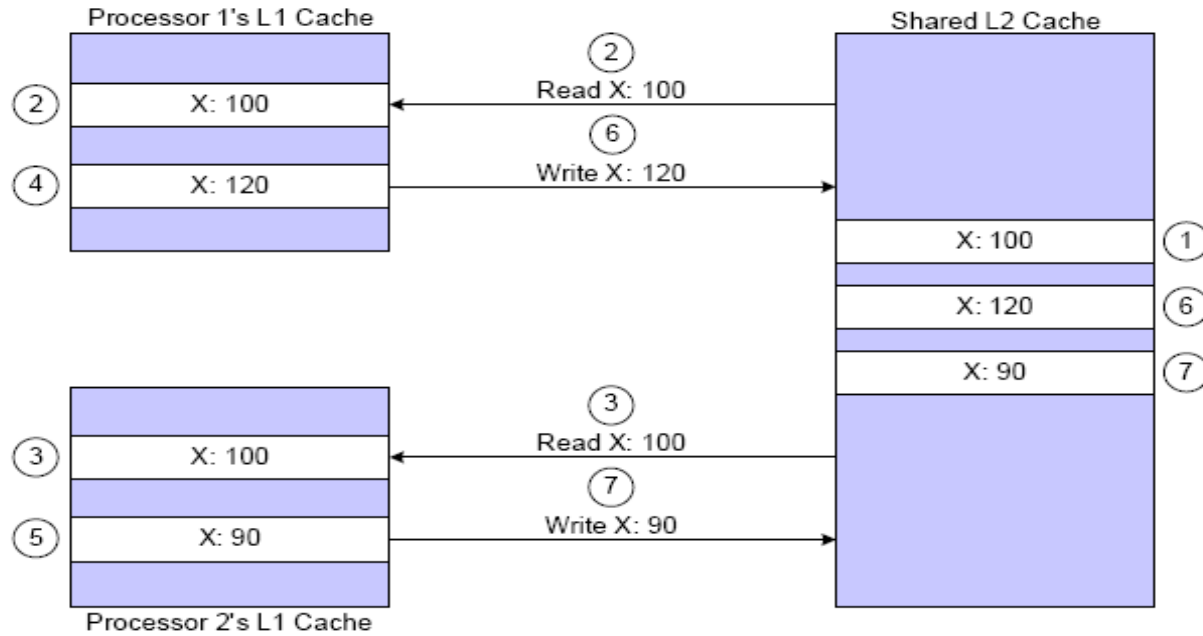 Processor 1's L1 Cache
Shared L2 Cache
2
Read X: 100
2
X: 100
6
Write X: 120
4
X: 120
X: 100
1
X: 120
6
X: 90
7
3
Read X: 100
3
X: 100
7
Write X: 90
5
X: 90
Processor 2's L1 Cache